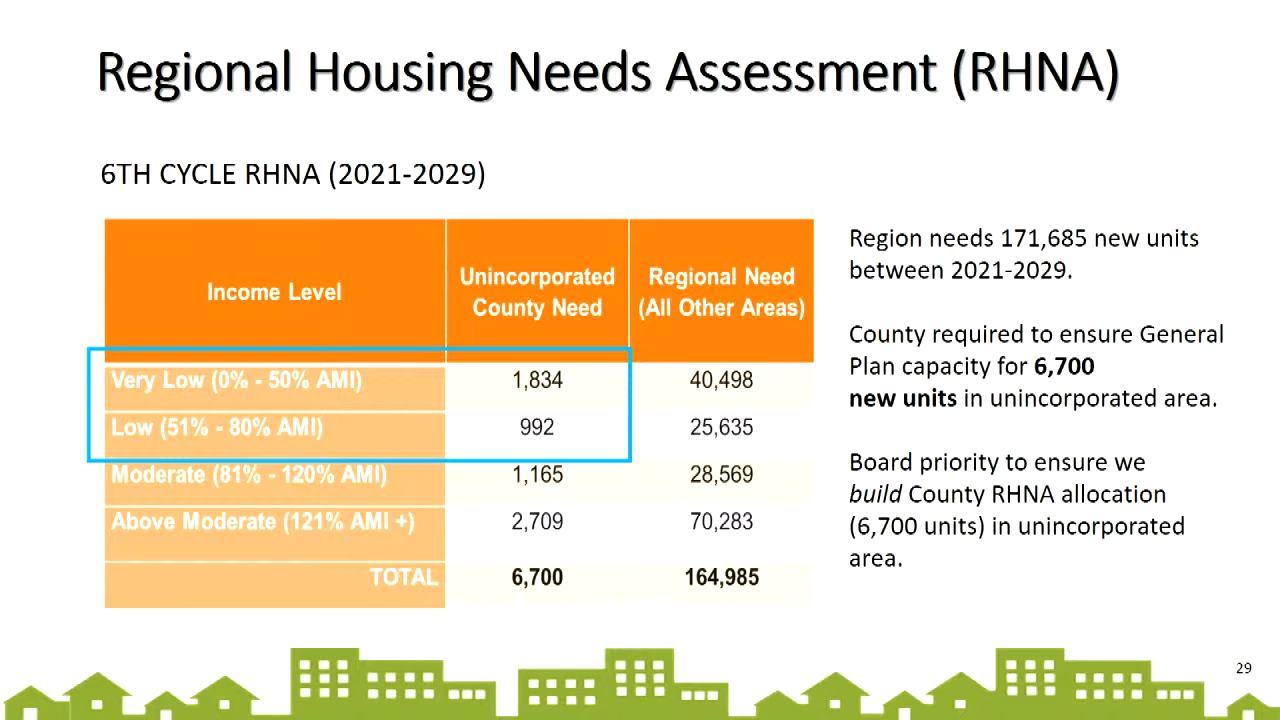 Regional Housing Needs Assessment (RHNA)
6TH CYCLE RHNA (2021-2029)
Income Level
Unincorporated
County Need
Regional Need
(All Other Areas)
Very Low (0% - 50% AMI) 1,834 40,498
Low (51% - 80% AMI) 992 25,635
Moderate (81% - 120% AMI) 1,165 28,569
Above Moderate (121% AMI +) 2,709 70,283
TOTAL 6,700 164,985
Region needs 171,685 new units
between 2021-2029.
County required to ensure General
Plan capacity for 6,700
new units in unincorporated area.
Board priority to ensure we
build County RHNA allocation
(6,700 units) in unincorporated
area.
29